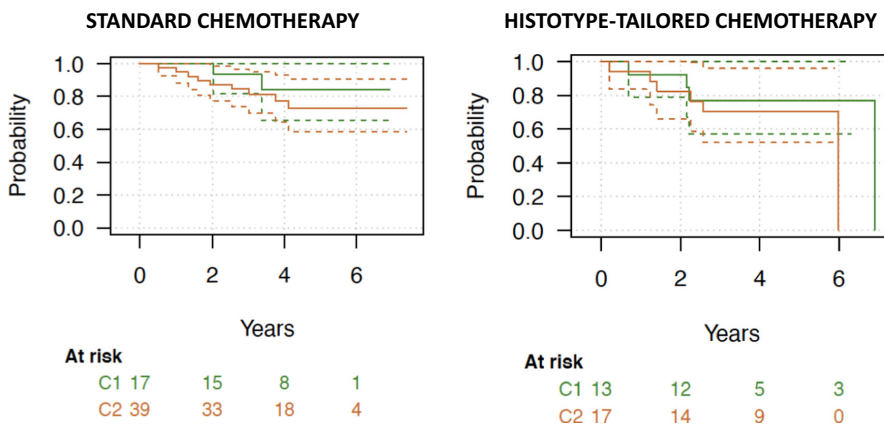 STANDARD CHEMOTHERAPY
Probability
1.0
0.8
0.6
0.4
0.2
0.0
0 2 4 6
Years
At risk
C1 17 15 8 1
C2 39 33 18 4
HISTOTYPE-TAILORED CHEMOTHERAPY
Probability
1.0
0.8
0.6
0.4
0.2
0.0
0 2 4 6
Years
At risk
C1 13 12 5 3
C2 17 14 9 0